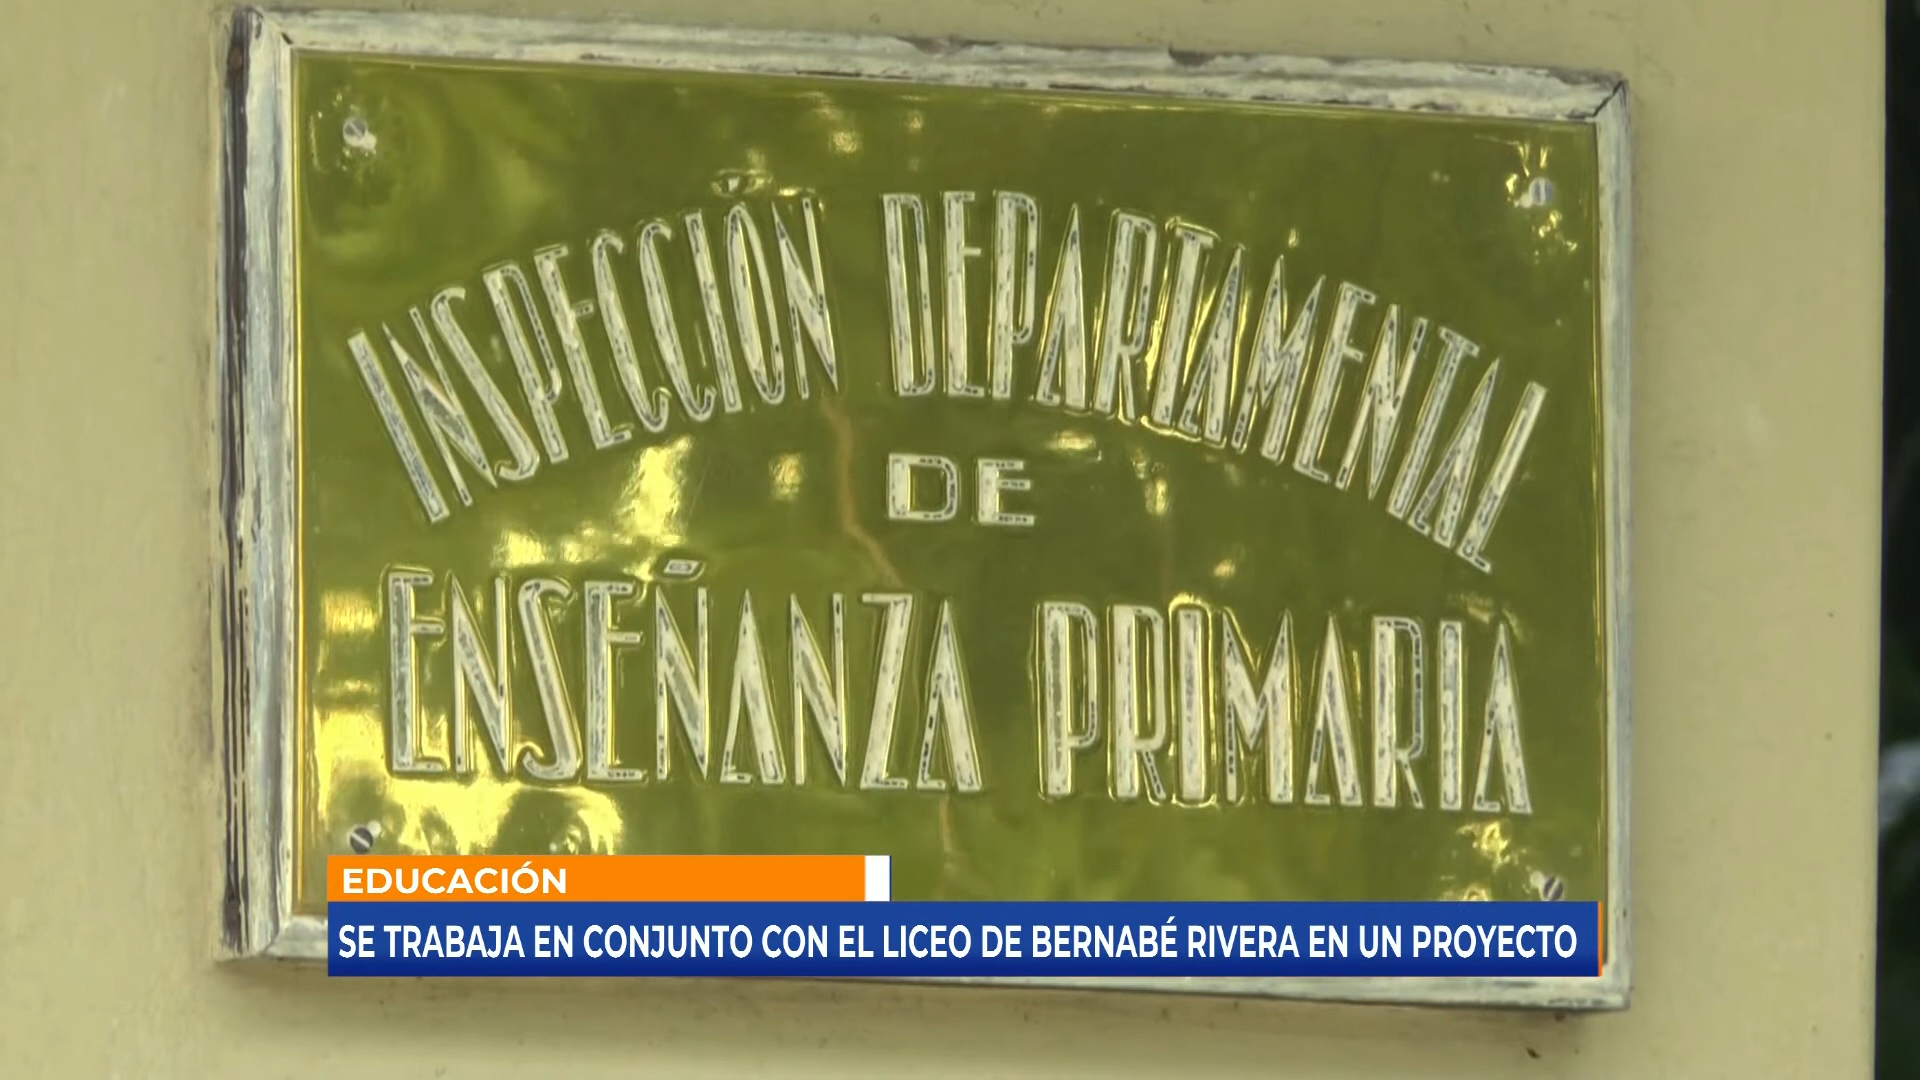 INSPECCIÓN DEPARTAMENTAL
DE
ENSEÑANZA PRIMARIA
EDUCACIÓN
SE TRABAJA EN CONJUNTO CON EL LICEO DE BERNABÉ RIVERA EN UN PROYECTO